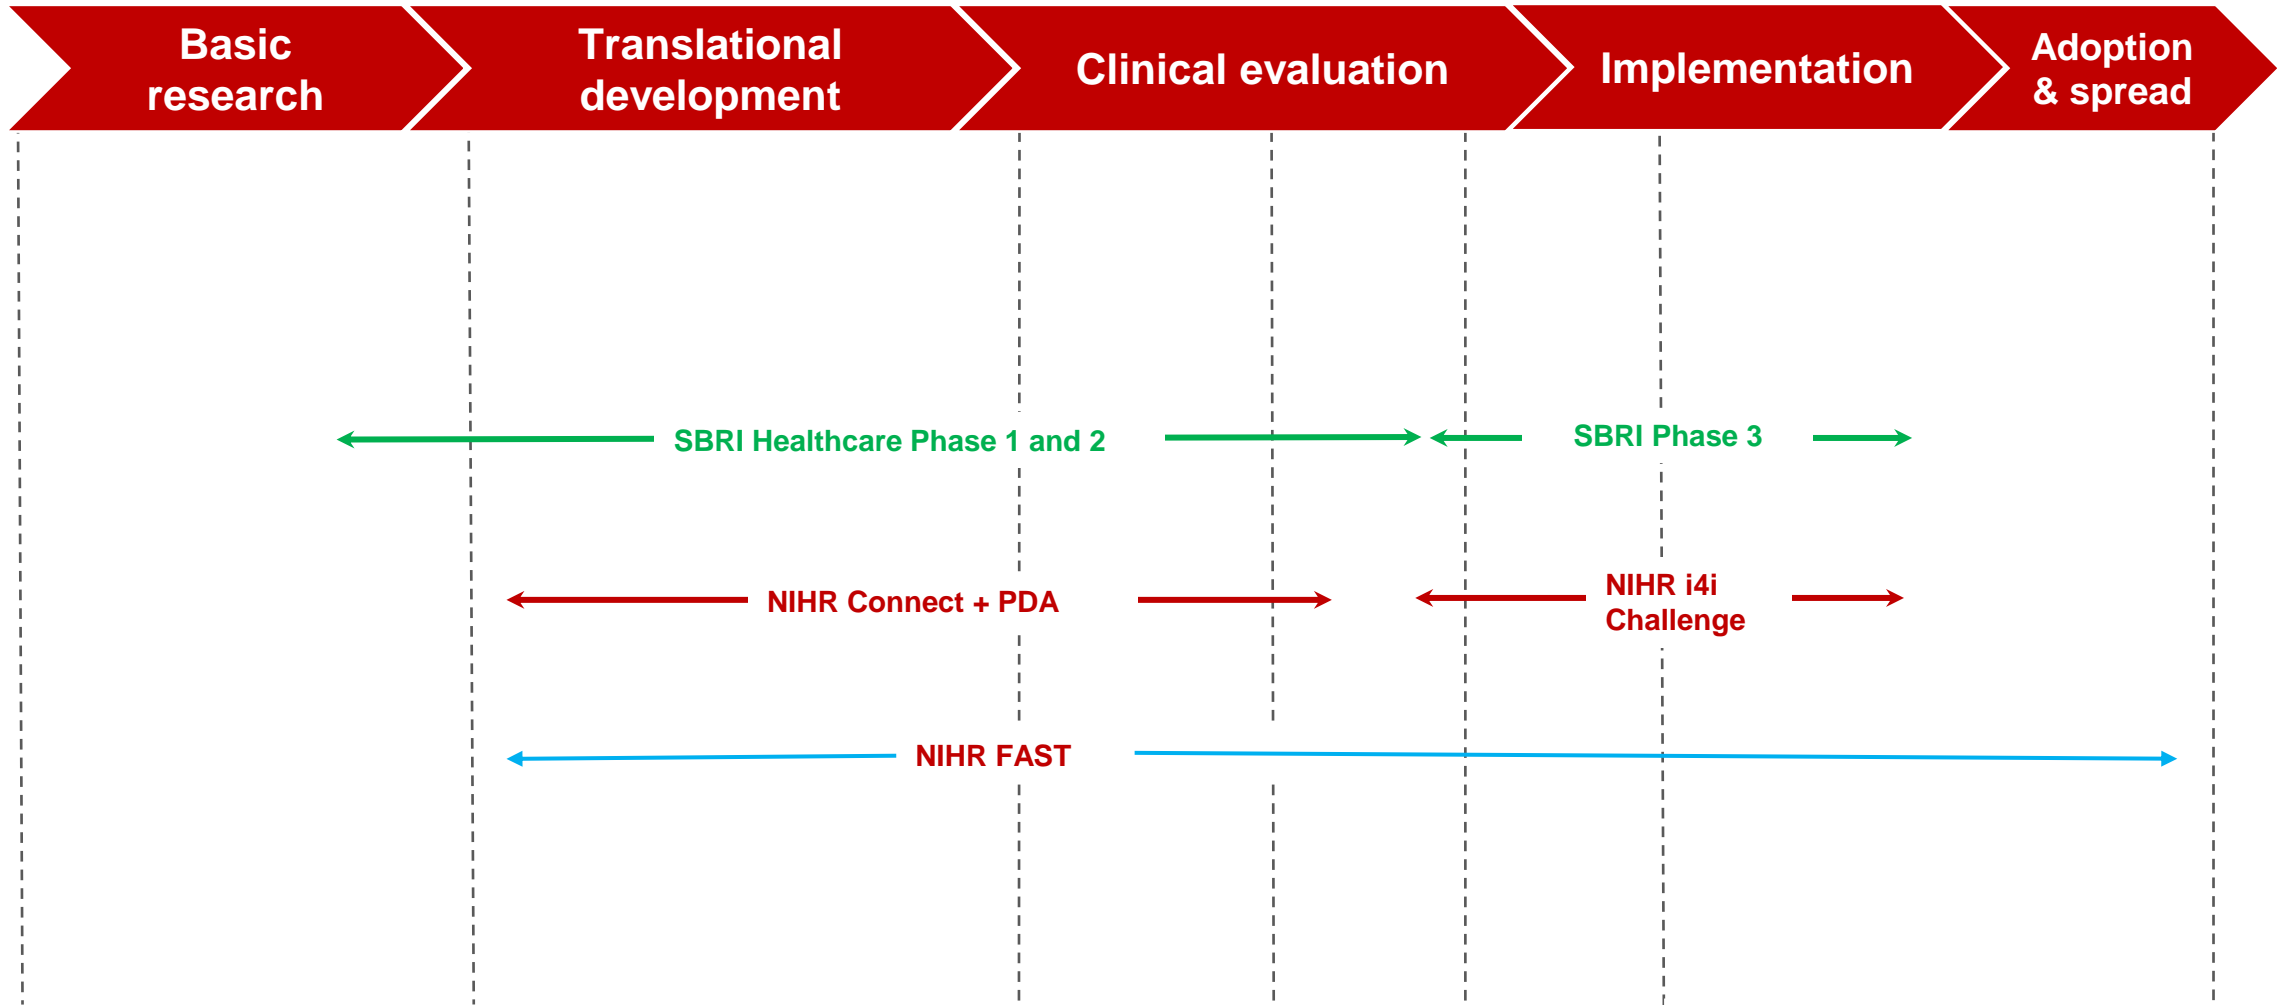 Basic
research
Translational
development
Clinical evaluation
Implementation
Adoption
& spread
SBRI Healthcare Phase 1 and 2
SBRI Phase 3
NIHR Connect + PDA
NIHR i4i
Challenge
NIHR FAST